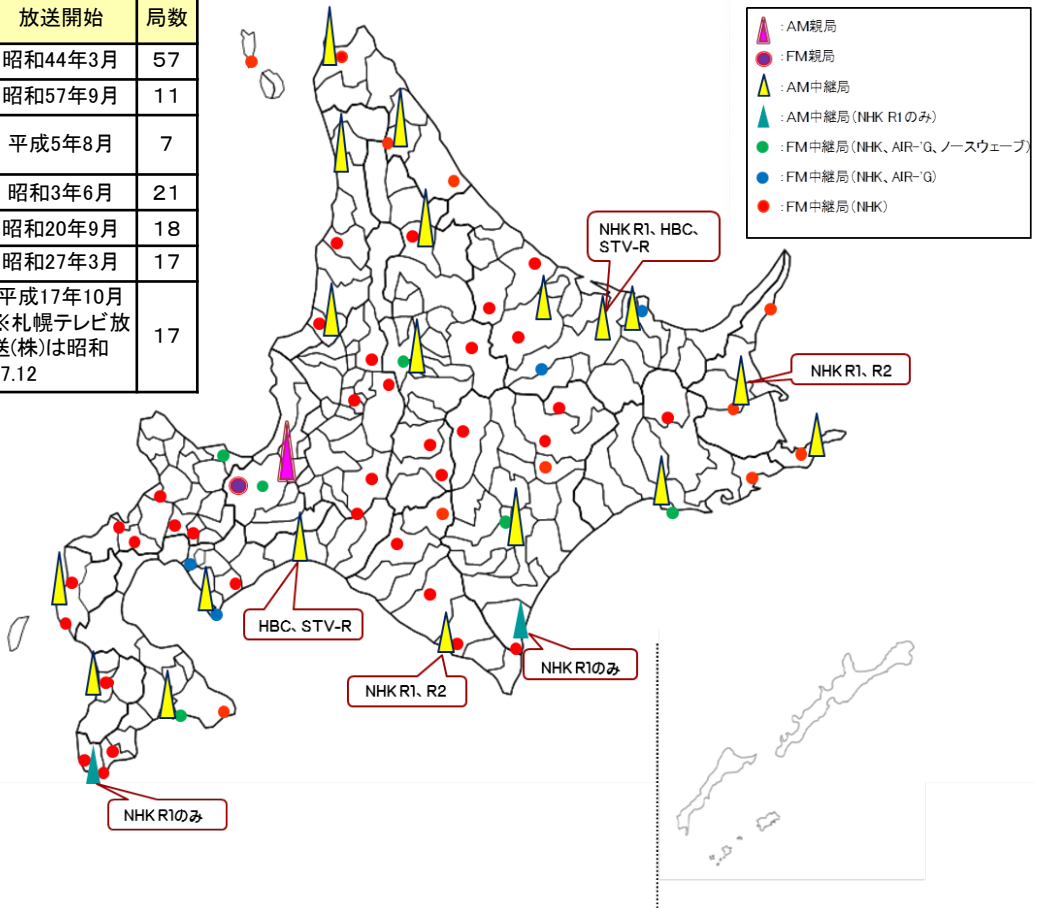 放送開始 局数
昭和44年3月 57
昭和57年9月 11
平成5年8月 7
昭和3年6月 21
昭和20年9月 18
昭和27年3月 17
平成17年10月
※札幌テレビ放
送(株)は昭和
7.12
17
:AM親局
:FM親局
:AM中継局
:AM中継局(NHK R1のみ)
:FM中継局(NHK、AIR-'G、ノースウェーブ)
:FM中継局(NHK、AIR-'G)
:FM中継局(NHK)
NHK R1、HBC、
STV-R
NHK R1、R2
HBC、STV-R
NHK R1のみ
NHK R1、R2
NHK R1のみ